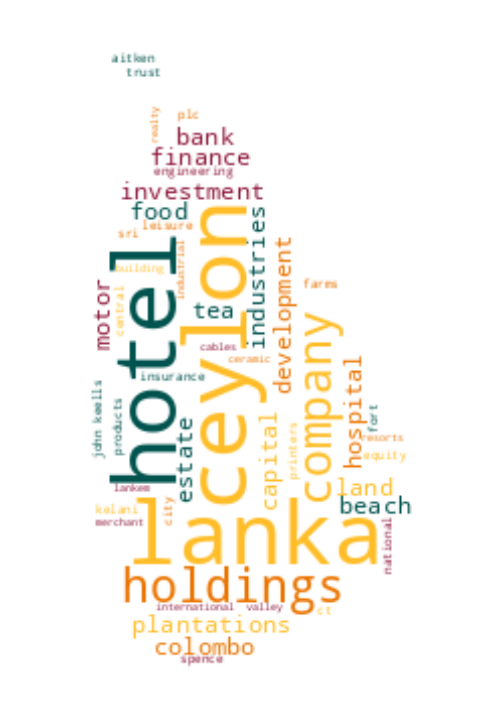 aitken
trust
realty
plc
bank
finance
engineering
investment
food
leisure
sri
hotel
ceylon
industries
industrial
development
building
motor
central
tea
farms
company
cables
ceramic
insurance
john keells
products
estate
capital
printers
hospital
fort
resorts
equity
land
beach
lankem
kelani
merchant
city
lanka
national
holdings
international
valley
ct
plantations
colombo
spence